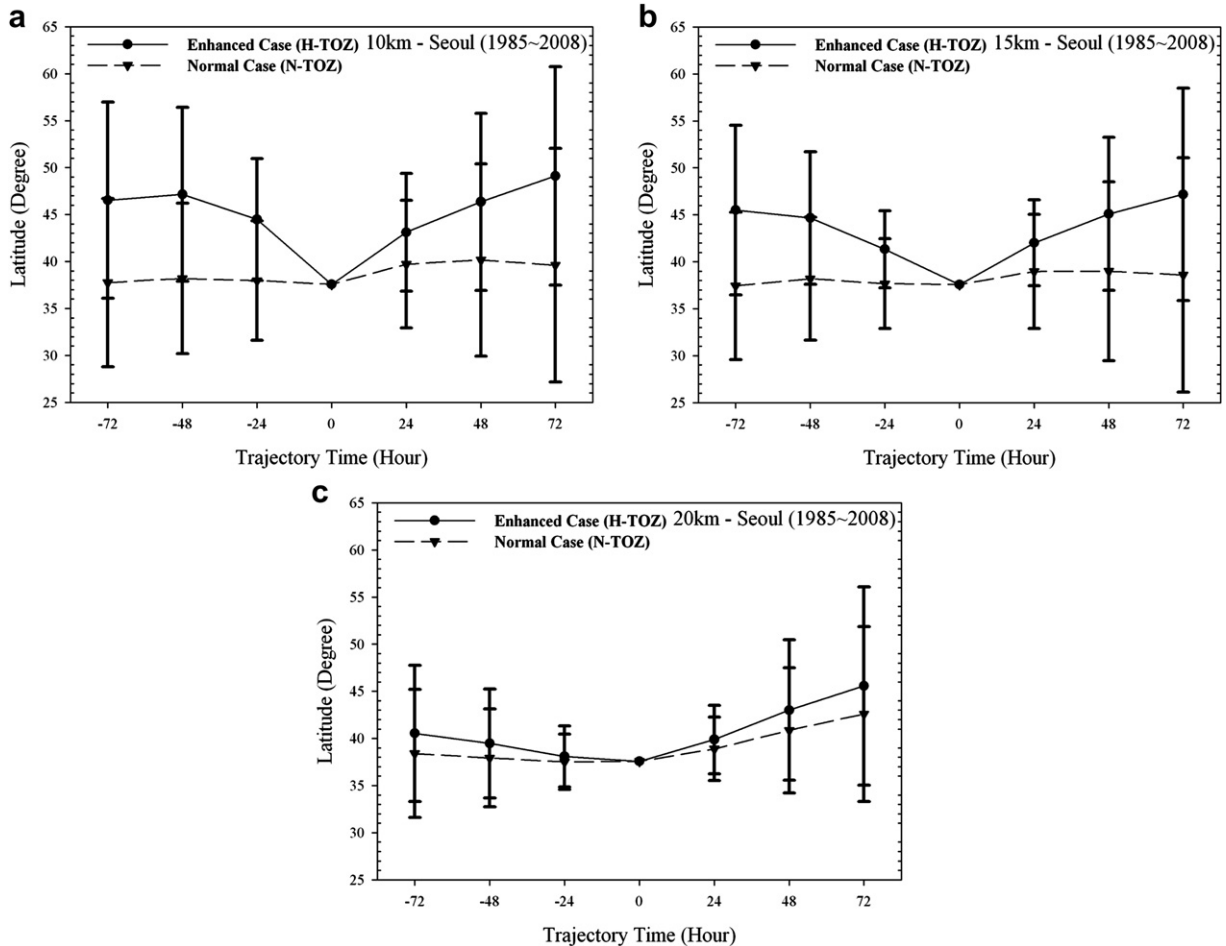 a
Enhanced Case (H-TOZ) 10km - Seoul (1985~2008)
Normal Case (N-TOZ)
65
60
55
50
45
40
35
30
25
Latitude (Degree)
-72 -48 -24 0 24 48 72
Trajectory Time (Hour)
b
Enhanced Case (H-TOZ) 15km - Seoul (1985~2008)
Normal Case (N-TOZ)
65
60
55
50
45
40
35
30
25
Latitude (Degree)
-72 -48 -24 0 24 48 72
Trajectory Time (Hour)
c
Enhanced Case (H-TOZ) 20km - Seoul (1985~2008)
Normal Case (N-TOZ)
65
60
55
50
45
40
35
30
25
Latitude (Degree)
-72 -48 -24 0 24 48 72
Trajectory Time (Hour)